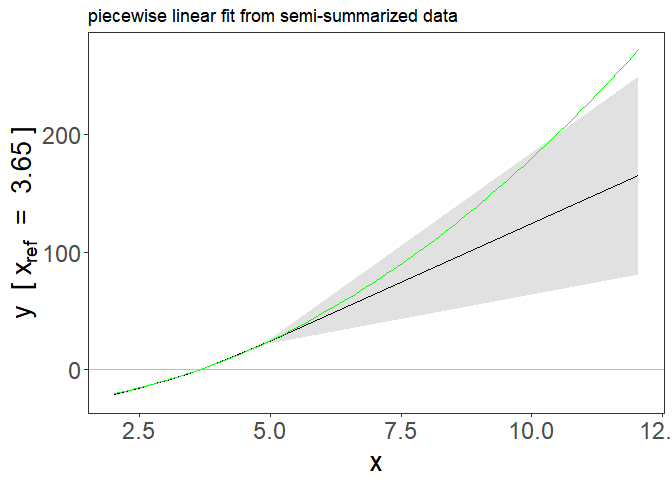 piecewise linear fit from semi-summarized data
y [ xref = 3.65 ]
200
100
0
2.5 5.0 7.5 10.0 12.
x